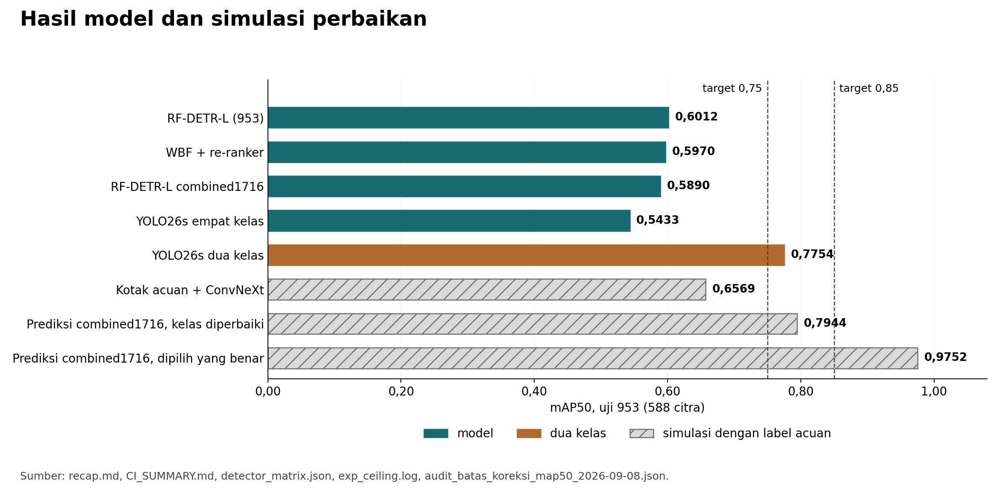 Hasil model dan simulasi perbaikan
target 0,75
target 0,85
RF-DETR-L (953) 0,6012
WBF + re-ranker 0,5970
RF-DETR-L combined1716 0,5890
YOLO26s empat kelas 0,5433
YOLO26s dua kelas 0,7754
Kotak acuan + ConvNeXt 0,6569
Prediksi combined1716, kelas diperbaiki 0,7944
Prediksi combined1716, dipilih yang benar 0,9752
0,00 0,20 0,40 0,60 0,80 1,00
mAP50, uji 953 (588 citra)
model dua kelas simulasi dengan label acuan
Sumber: recap.md, CI_SUMMARY.md, detector_matrix.json, exp_ceiling.log, audit_batas_koreksi_map50_2026-09-08.json.